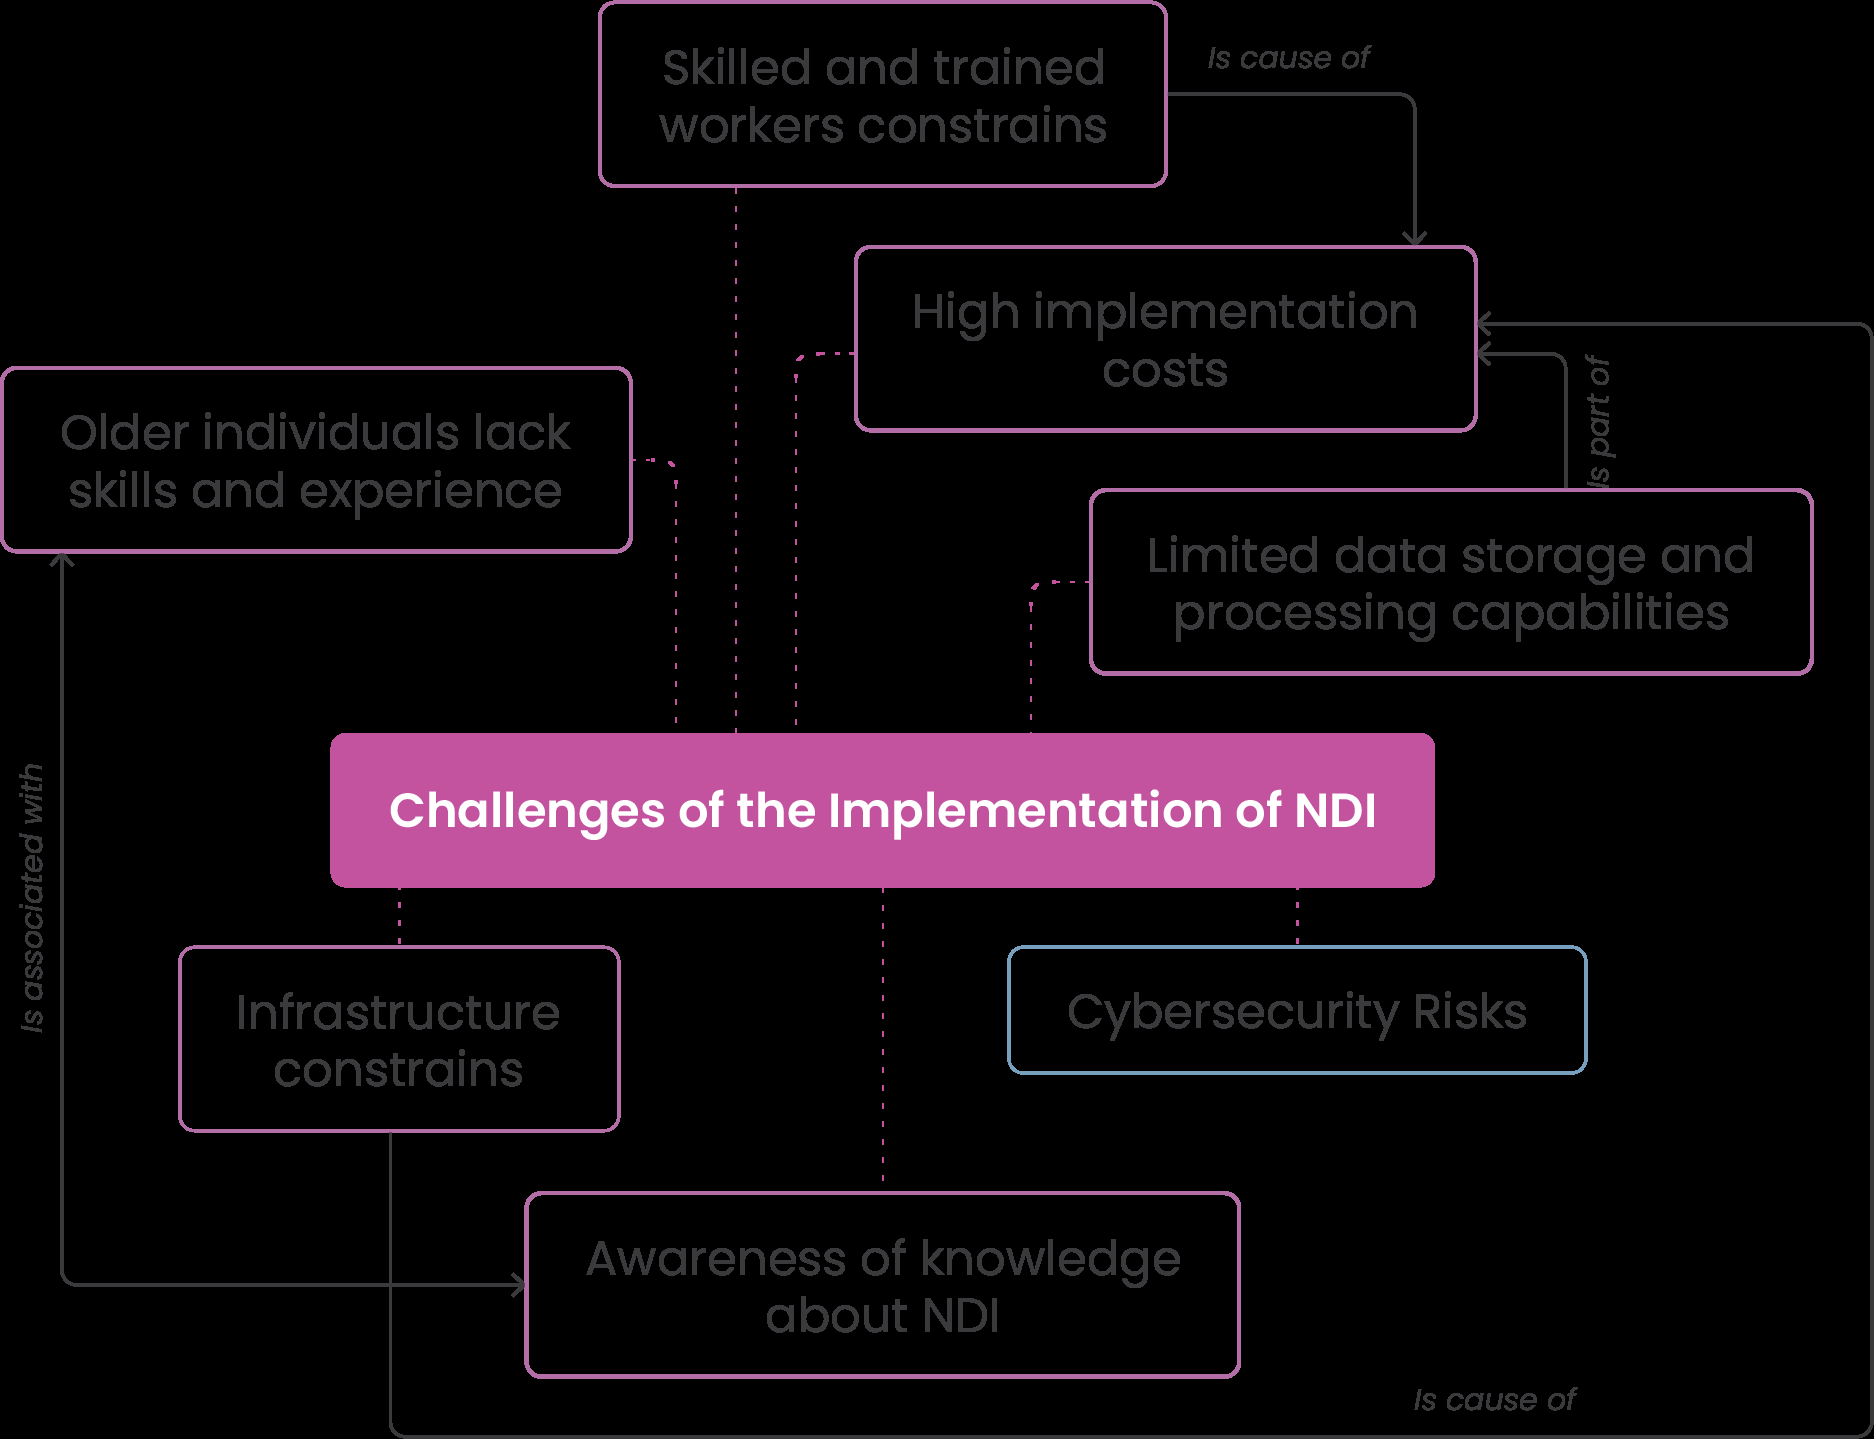 Skilled and trained
workers constrains
Is cause of
High implementation
costs
Is part of
Older individuals lack
skills and experience
Limited data storage and
processing capabilities
Challenges of the Implementation of NDI
Is associated with
Infrastructure
constrains
Cybersecurity Risks
Awareness of knowledge
about NDI
Is cause of